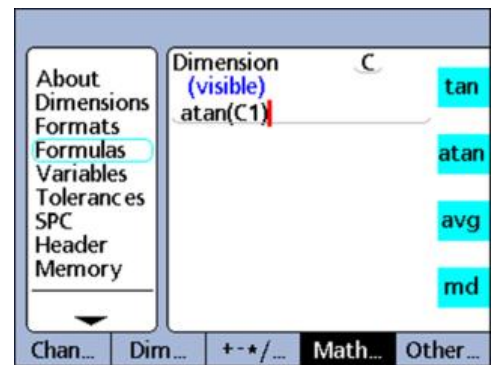 About
Dimensions
Formats
Formulas
Variables
Tolerances
SPC
Header
Memory
Dimension C
(visible)
atan(C1)
tan
atan
avg
md
Chan... Dim... +-*/... Math... Other...